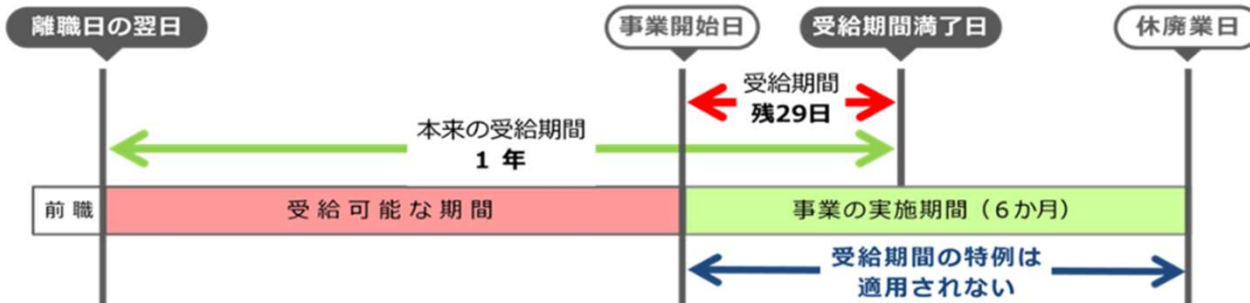 離職日の翌日
事業開始日
受給期間満了日
休廃業日
受給期間
残29日
本来の受給期間
1 年
前職
受給可能な期間
事業の実施期間（6か月）
受給期間の特例は
適用されない